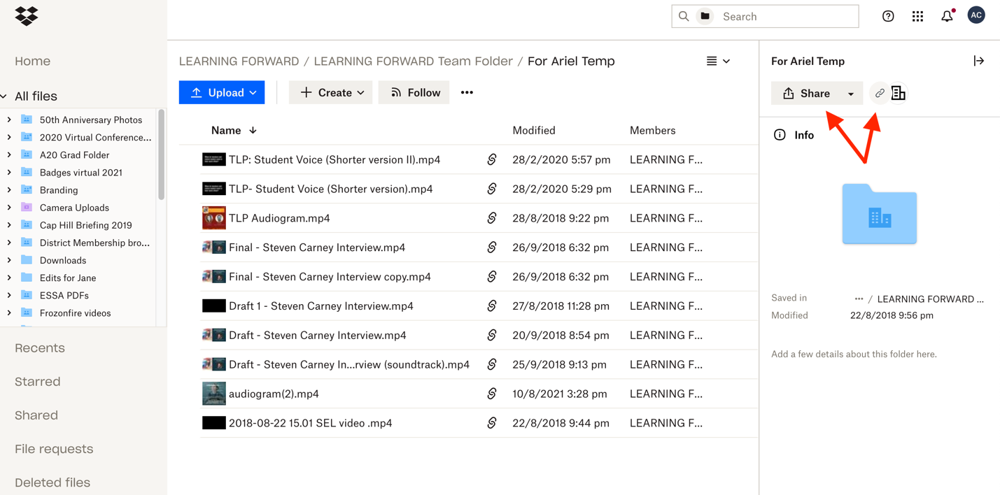 Search
AC
Home
All files
50th Anniversary Photos
2020 Virtual Conference...
A20 Grad Folder
Badges virtual 2021
Branding
Camera Uploads
Cap Hill Briefing 2019
District Membership bro...
Downloads
Edits for Jane
ESSA PDFs
Frozonfire videos
Recents
Starred
Shared
File requests
Deleted files
LEARNING FORWARD / LEARNING FORWARD Team Folder / For Ariel Temp
Upload Create Follow
Name Modified Members
TLP: Student Voice (Shorter version II).mp4 28/2/2020 5:57 pm LEARNING F...
TLP- Student Voice (Shorter version).mp4 28/2/2020 5:29 pm LEARNING F...
TLP Audiogram.mp4 28/8/2018 9:22 pm LEARNING F...
Final - Steven Carney Interview.mp4 26/9/2018 6:32 pm LEARNING F...
Final - Steven Carney Interview copy.mp4 26/9/2018 6:32 pm LEARNING F...
Draft 1 - Steven Carney Interview.mp4 27/8/2018 11:28 pm LEARNING F...
Draft - Steven Carney Interview.mp4 20/9/2018 8:54 pm LEARNING F...
Draft - Steven Carney In...rview (soundtrack).mp4 25/9/2018 9:13 pm LEARNING F...
audiogram(2).mp4 10/8/2021 3:28 pm LEARNING F...
2018-08-22 15.01 SEL video .mp4 22/8/2018 9:44 pm LEARNING F...
For Ariel Temp
Share
Info
Saved in ... / LEARNING FORWARD ...
Modified 22/8/2018 9:56 pm
Add a few details about this folder here.